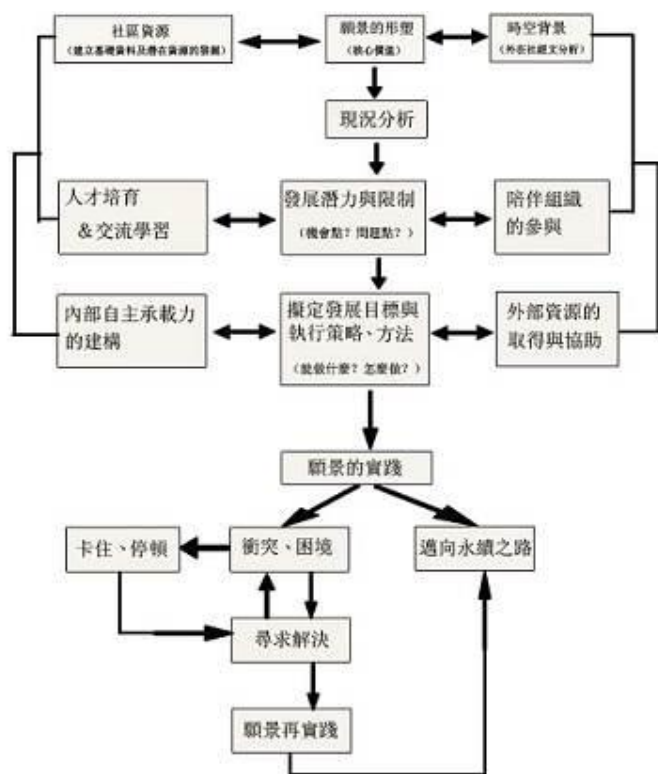 社區資源
(建立基礎資料及潛在資源的發掘)
願景的形塑
(核心價值)
時空背景
(外在社經文分析)
現況分析
人才培育
&交流學習
發展潛力與限制
(機會點?問題點?)
陪伴組織
的參與
內部自主承載力
的建構
擬定發展目標與
執行策略、方法
(能做什麼?怎麼做?)
外部資源的
取得與協助
願景的實踐
卡住、停頓
衝突、困境
邁向永續之路
尋求解決
願景再實踐